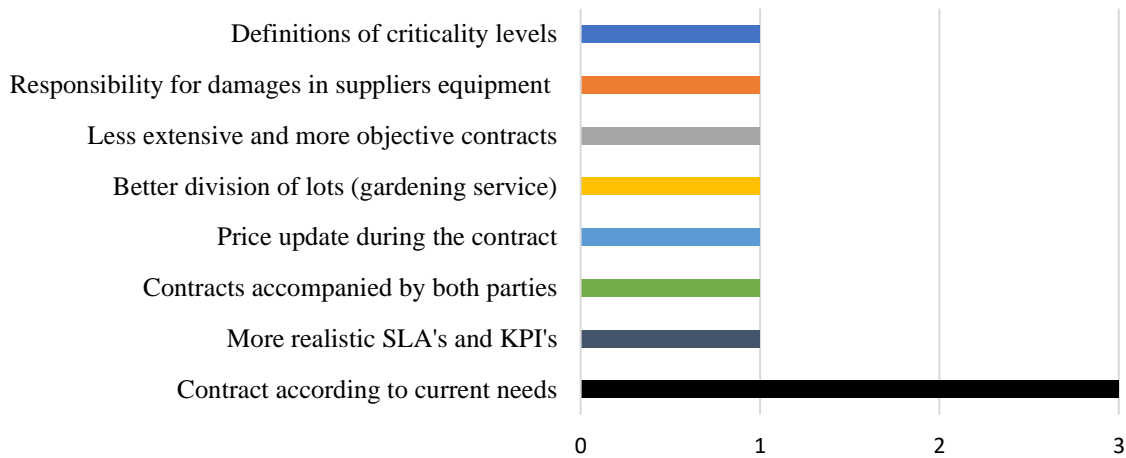 Definitions of criticality levels
Responsibility for damages in suppliers equipment
Less extensive and more objective contracts
Better division of lots (gardening service)
Price update during the contract
Contracts accompanied by both parties
More realistic SLA's and KPI's
Contract according to current needs
0 1 2 3